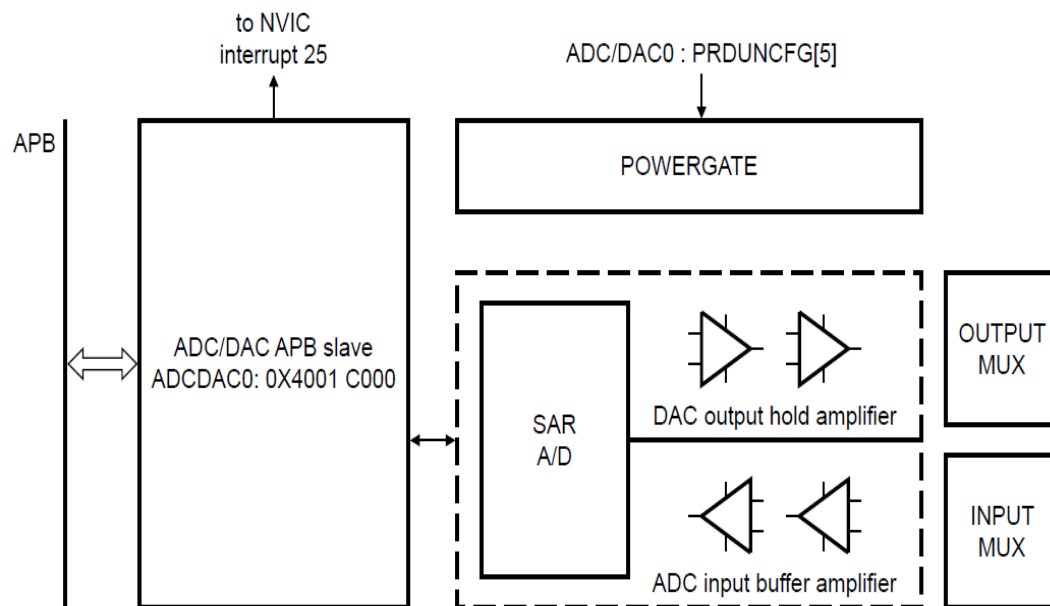 to NVIC
interrupt 25
ADC/DAC0 : PRDUNCFG[5]
APB
POWERGATE
ADC/DAC APB slave
ADCDAC0: 0X4001 C000
SAR
A/D
DAC output hold amplifier
OUTPUT
MUX
ADC input buffer amplifier
INPUT
MUX